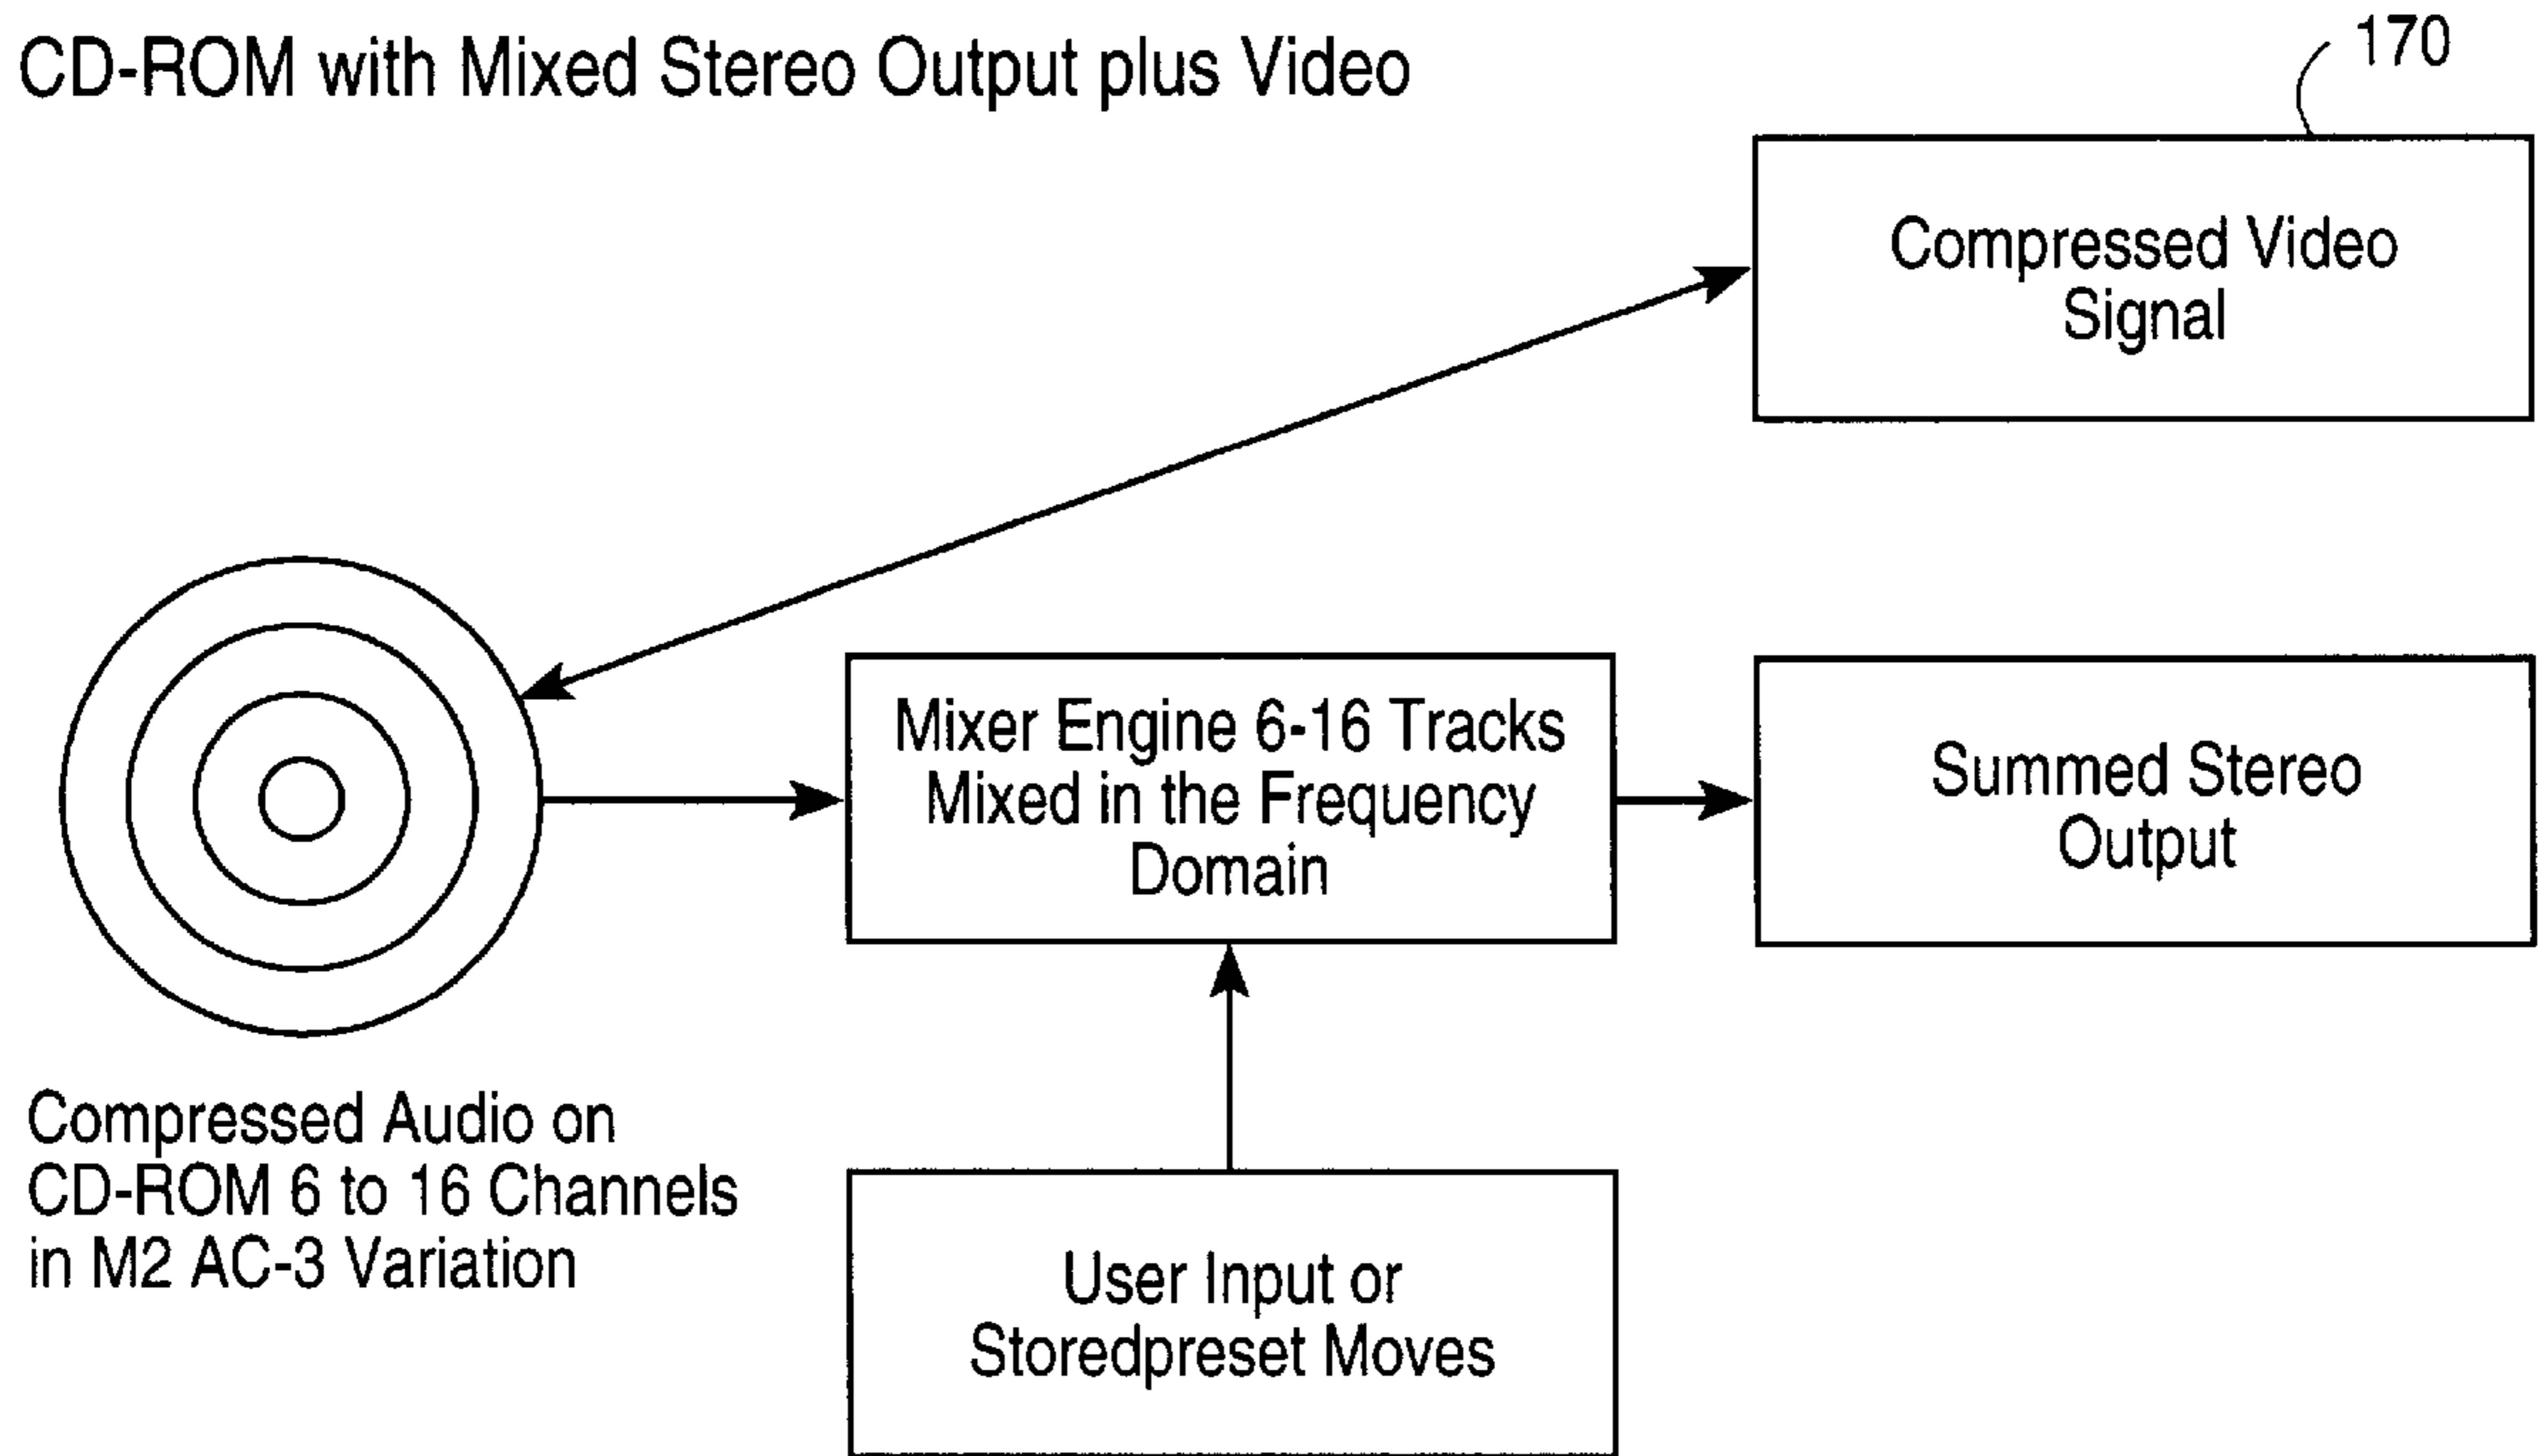 CD-ROM with Mixed Stereo Output plus Video
170
Compressed Video
Signal
Mixer Engine 6-16 Tracks
Mixed in the Frequency
Domain
Summed Stereo
Output
Compressed Audio on
CD-ROM 6 to 16 Channels
in M2 AC-3 Variation
User Input or
Storedpreset Moves